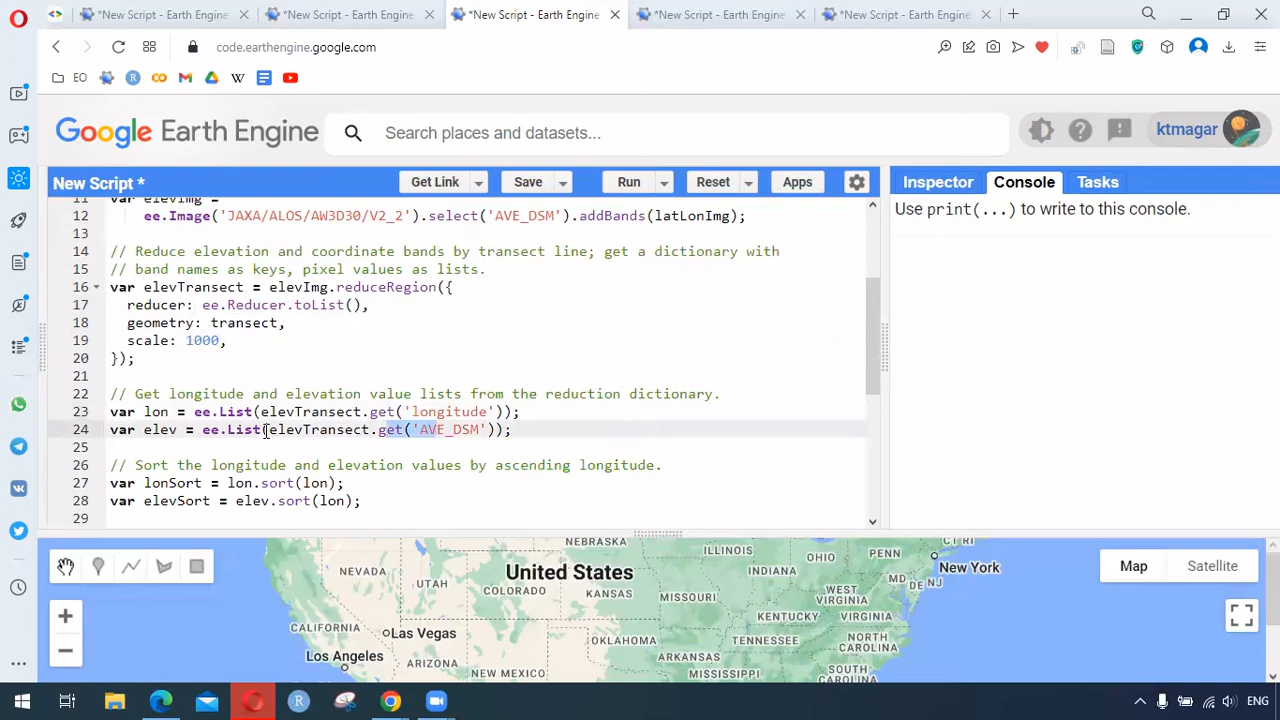 *New Script - Earth Engine *New Script - Earth Engine *New Script - Earth Engine *New Script - Earth Engine *New Script - Earth Engine
code.earthengine.google.com
EO
Google Earth Engine
Search places and datasets...
ktmagar
New Script *
Get Link
Save
Run
Reset
Apps
Inspector
Console
Tasks
Use print(...) to write to this console.
12 ee.Image('JAXA/ALOS/AW3D30/V2_2').select('AVE_DSM').addBands(latLonImg);
13
14 // Reduce elevation and coordinate bands by transect line; get a dictionary with
15 // band names as keys, pixel values as lists.
16 var elevTransect = elevImg.reduceRegion({
17 reducer: ee.Reducer.toList(),
18 geometry: transect,
19 scale: 1000,
20 });
21
22 // Get longitude and elevation value lists from the reduction dictionary.
23 var lon = ee.List(elevTransect.get('longitude'));
24 var elev = ee.List(elevTransect.get('AVE_DSM'));
25
26 // Sort the longitude and elevation values by ascending longitude.
27 var lonSort = lon.sort(lon);
28 var elevSort = elev.sort(lon);
29
NEBRASKA
ILLINOIS
OHIO
PENN
CT RI
New York
NEVADA
United States
INDIANA
MD DE NJ
UTAH
COLORADO
KANSAS
MISSOURI
WEST VIRGINIA
KENTUCKY
VIRGINIA
CALIFORNIA
Las Vegas
OKLAHOMA
TENNESSEE
NORTH CAROLINA
Los Angeles
ARIZONA
NEW MEXICO
MISSISSIPPI
SOUTH CAROLINA
Map
Satellite
ENG